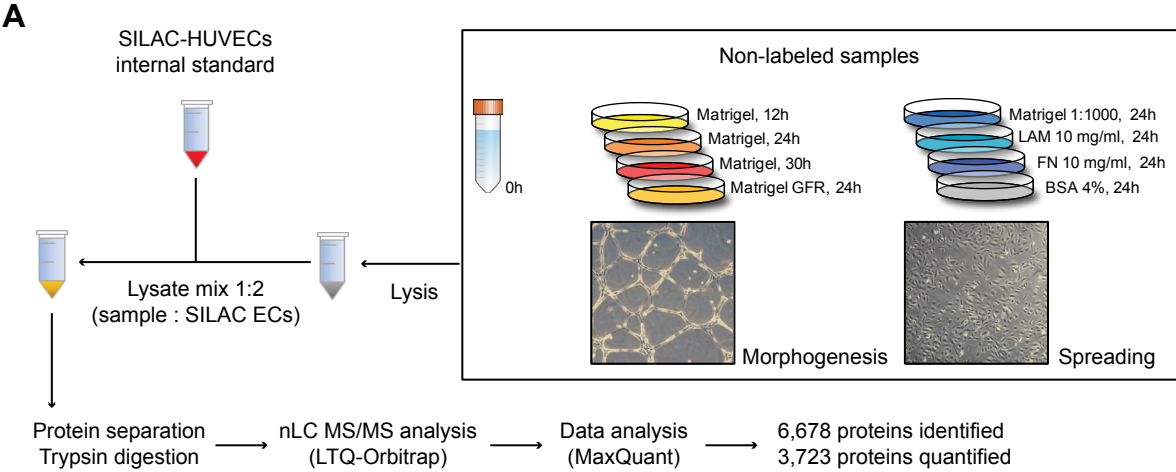 A
SILAC-HUVECs
internal standard
Non-labeled samples
0h
Matrigel, 12h
Matrigel, 24h
Matrigel, 30h
Matrigel GFR, 24h
Matrigel 1:1000, 24h
LAM 10 mg/ml, 24h
FN 10 mg/ml, 24h
BSA 4%, 24h
Lysate mix 1:2
(sample : SILAC ECs)
Lysis
Morphogenesis
Spreading
Protein separation
Trypsin digestion
nLC MS/MS analysis
(LTQ-Orbitrap)
Data analysis
(MaxQuant)
6,678 proteins identified
3,723 proteins quantified